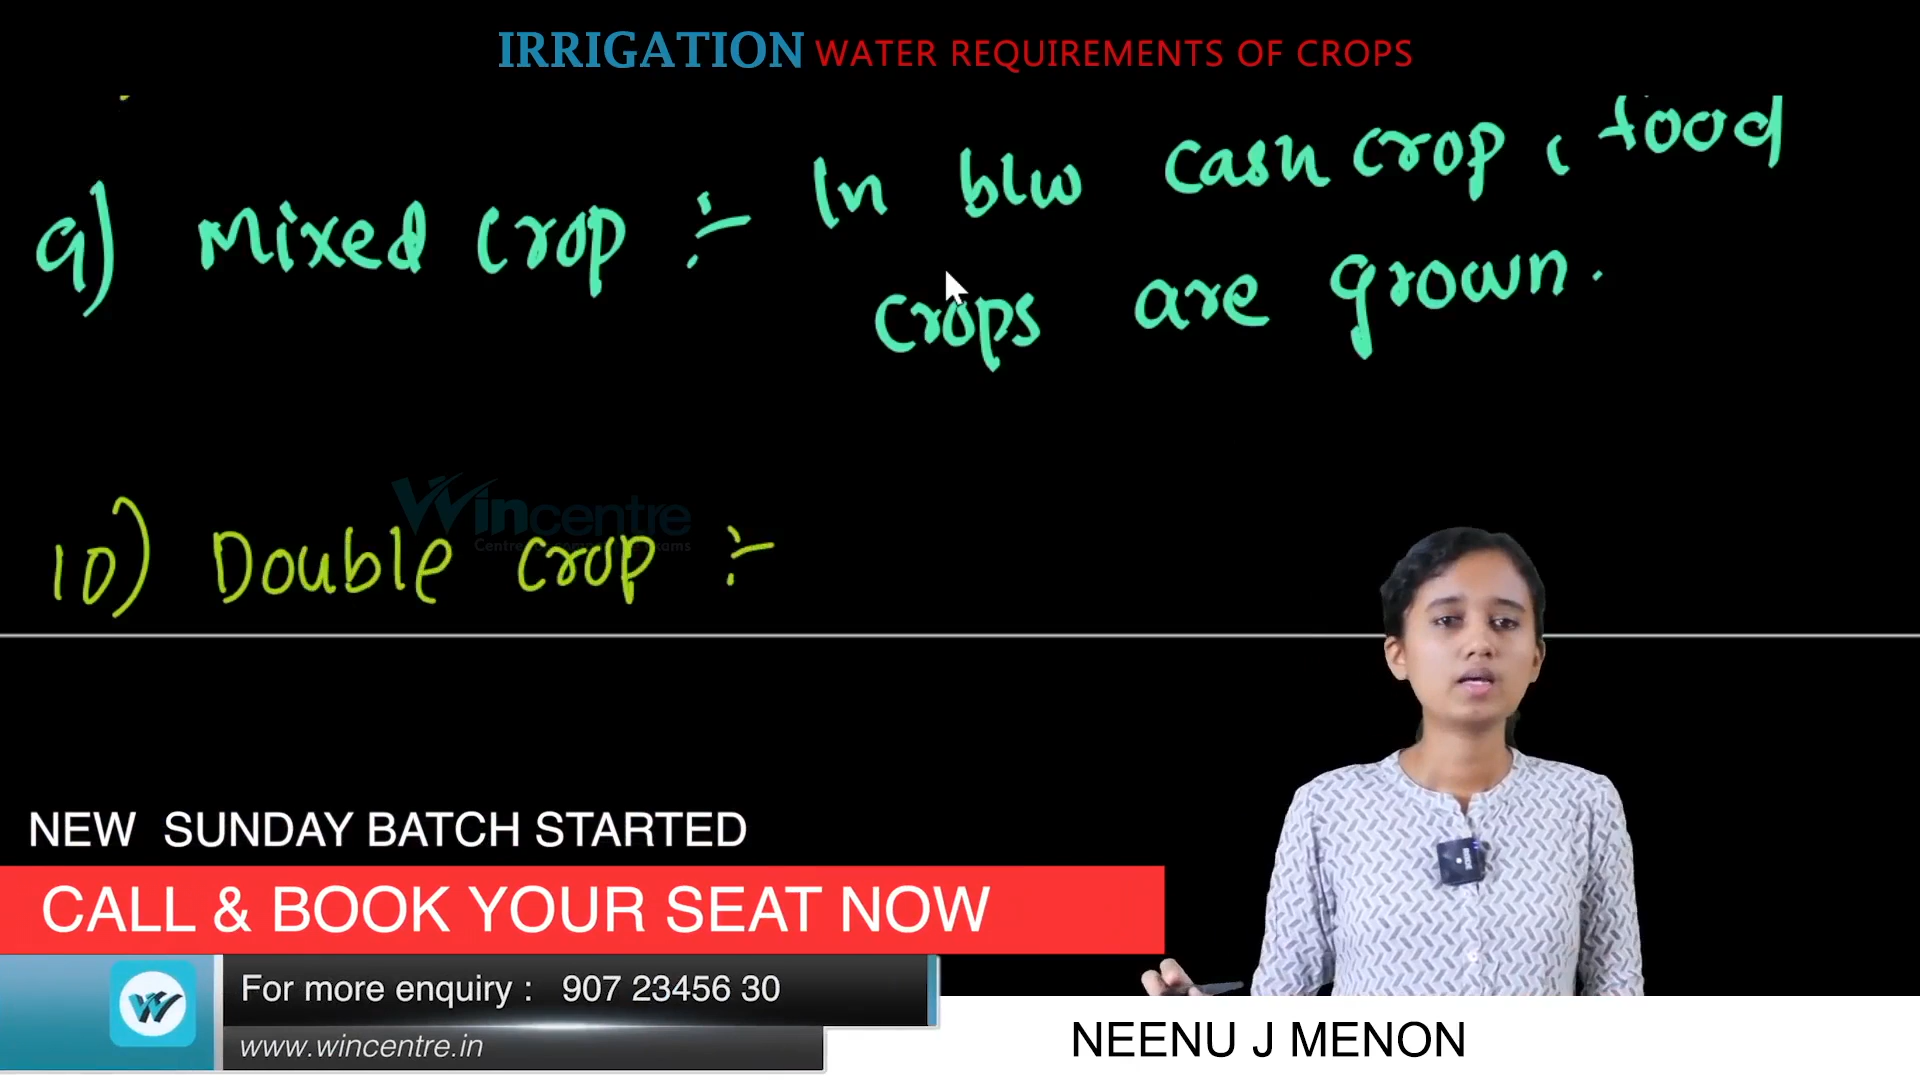 IRRIGATION WATER REQUIREMENTS OF CROPS
9) Mixed crop :- In b/w cash crop, food
crops are grown.
Wincentre
10) Double crop :-
NEW SUNDAY BATCH STARTED
CALL & BOOK YOUR SEAT NOW
For more enquiry : 907 23456 30
www.wincentre.in
NEENU J MENON